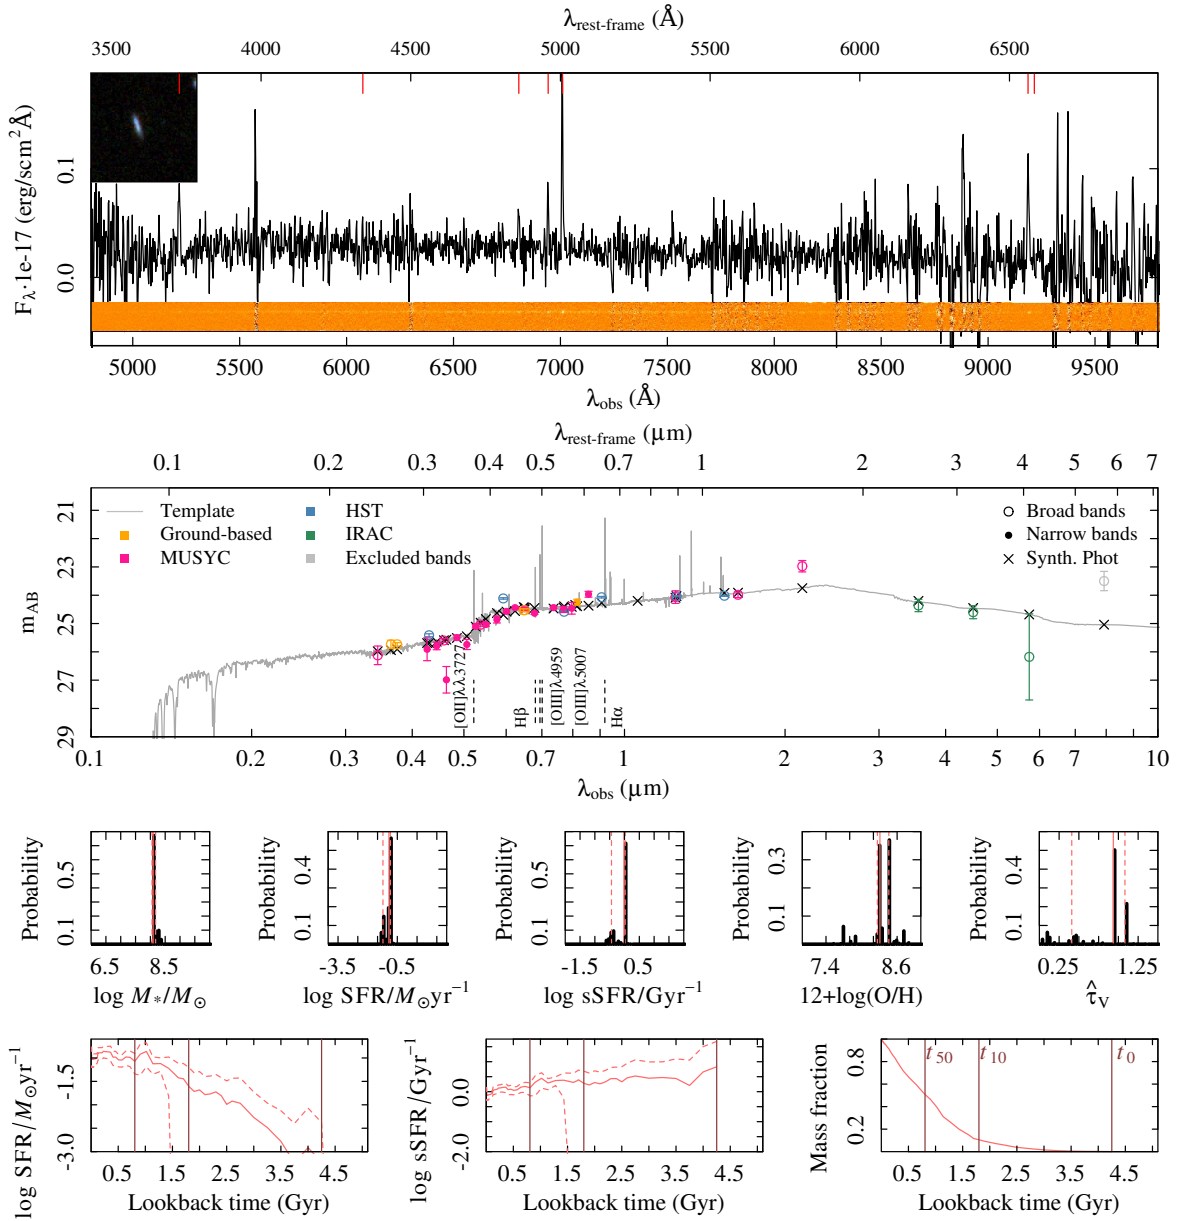 λrest-frame (Å)
3500 4000 4500 5000 5500 6000 6500
Fλ·1e-17 (erg/scm²Å)
0.0 0.1
5000 5500 6000 6500 7000 7500 8000 8500 9000 9500
λobs (Å)
λrest-frame (µm)
0.1 0.2 0.3 0.4 0.5 0.7 1 2 3 4 5 6 7
mAB
21
23
25
27
29
Template
Ground-based
MUSYC
HST
IRAC
Excluded bands
Broad bands
Narrow bands
Synth. Phot
[OII]λλ3727
Hβ
[OIII]λ4959
[OIII]λ5007
Hα
0.1 0.2 0.3 0.4 0.5 0.7 1 2 3 4 5 6 7 8 10
λobs (µm)
Probability
0.1 0.5
6.5 8.5
log M*/M⊙
Probability
0.1 0.4
-3.5 -0.5
log SFR/M⊙yr⁻¹
Probability
0.1 0.5
-1.5 0.5
log sSFR/Gyr⁻¹
Probability
0.1 0.3
7.4 8.6
12+log(O/H)
Probability
0.1 0.4
0.25 1.25
τ̂V
log SFR/M⊙yr⁻¹
-3.0 -1.5
0.5 1.5 2.5 3.5 4.5
Lookback time (Gyr)
log sSFR/Gyr⁻¹
-2.0 0.0
0.5 1.5 2.5 3.5 4.5
Lookback time (Gyr)
Mass fraction
0.2 0.8
t50 t10 t0
0.5 1.5 2.5 3.5 4.5
Lookback time (Gyr)